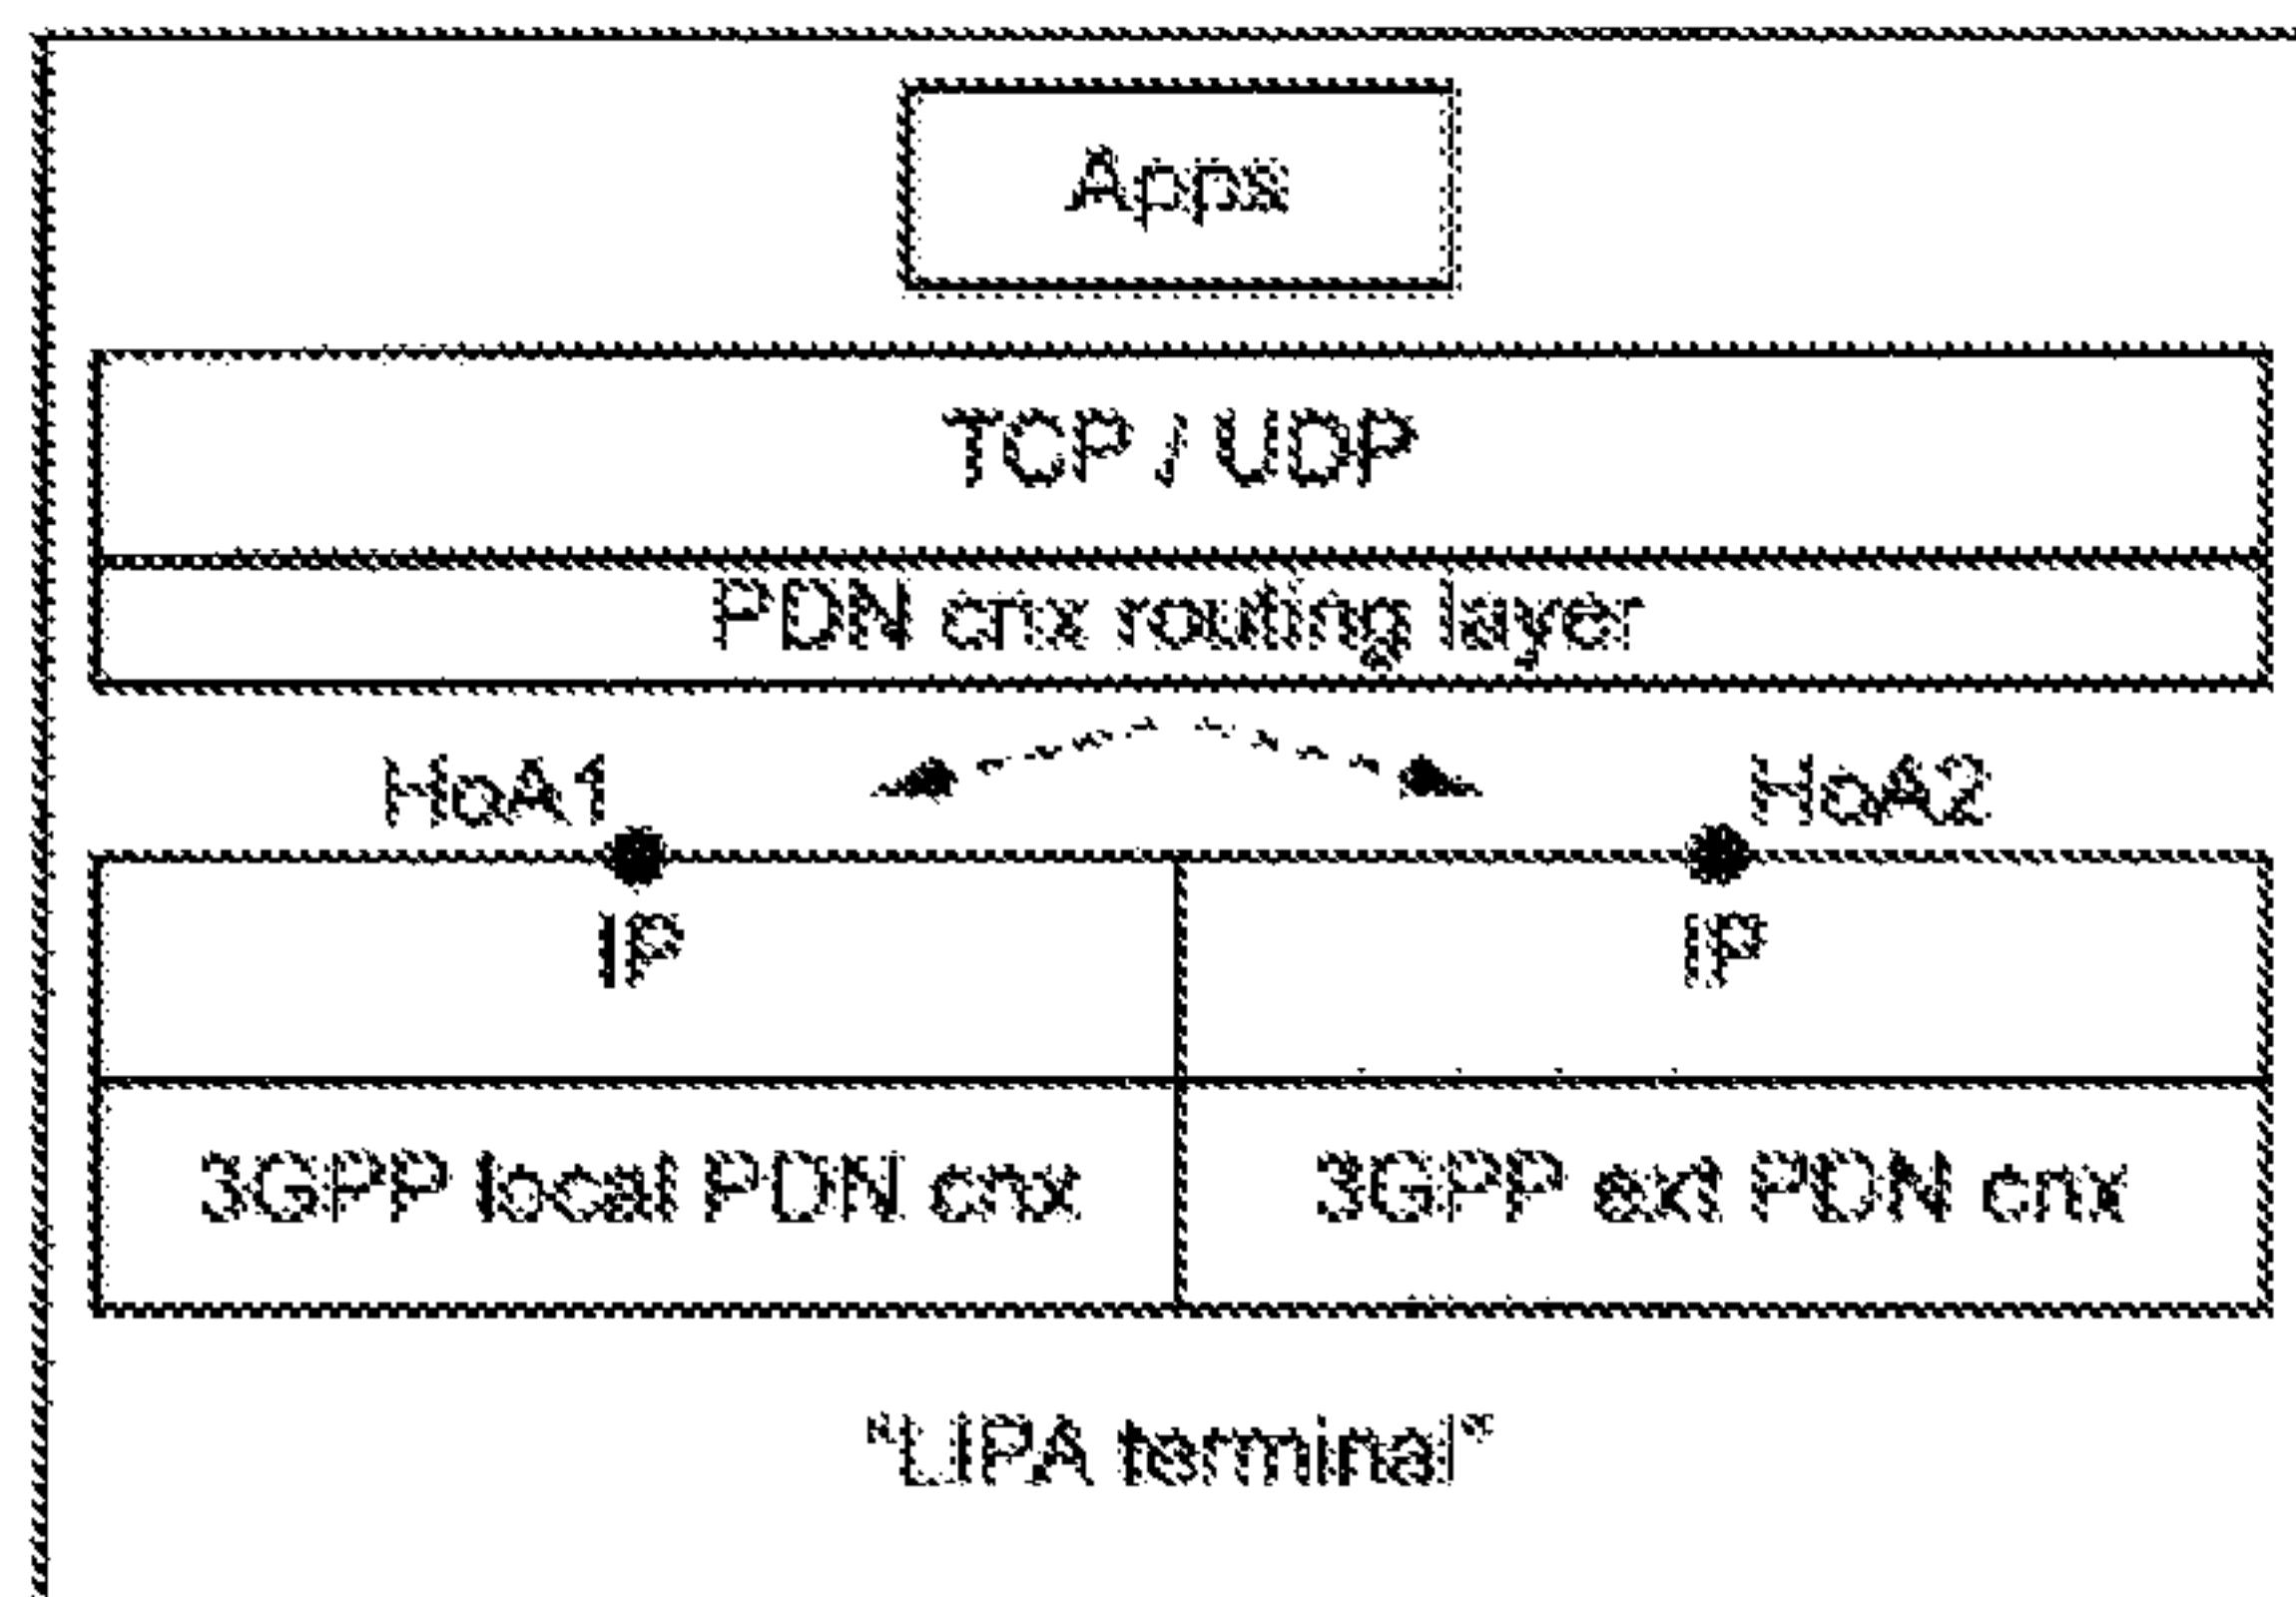 Apps
TCP / UDP
PDN cnx routing layer
HoA1
HoA2
IP
IP
3GPP local PDN cnx
3GPP ext PDN cnx
"LIPA terminal"